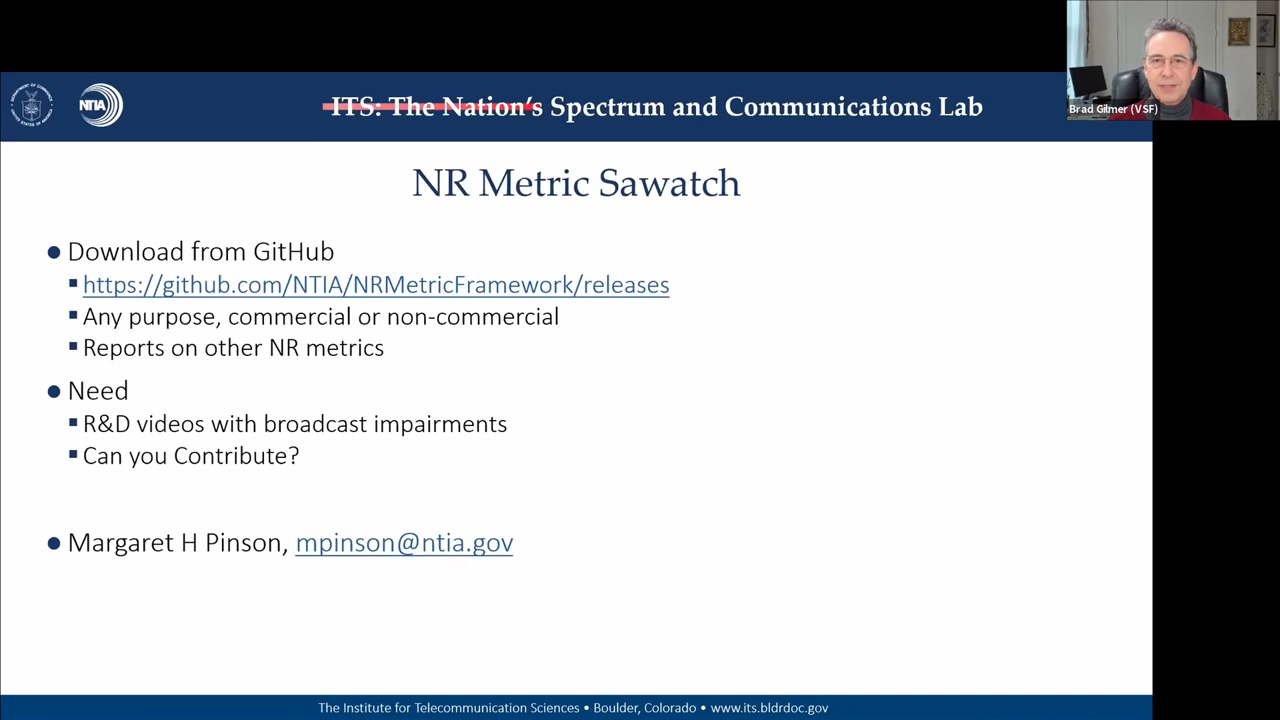 NTIA
ITS: The Nation's Spectrum and Communications Lab
Brad Gilmer (VSF)
NR Metric Sawatch
Download from GitHub
https://github.com/NTIA/NRMetricFramework/releases
Any purpose, commercial or non-commercial
Reports on other NR metrics
Need
R&D videos with broadcast impairments
Can you Contribute?
Margaret H Pinson, mpinson@ntia.gov
The Institute for Telecommunication Sciences • Boulder, Colorado • www.its.bldrdoc.gov